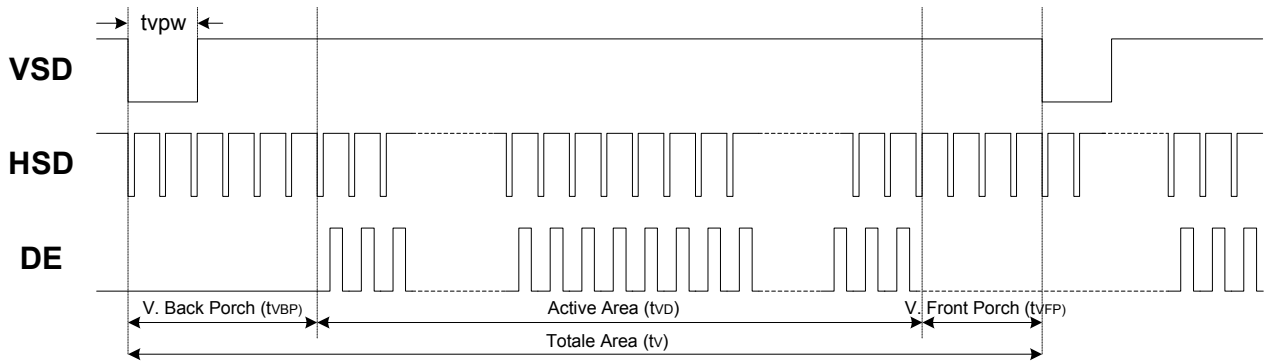 tvpw
VSD
HSD
DE
V. Back Porch (tVBP)
Active Area (tVD)
V. Front Porch (tVFP)
Totale Area (tV)